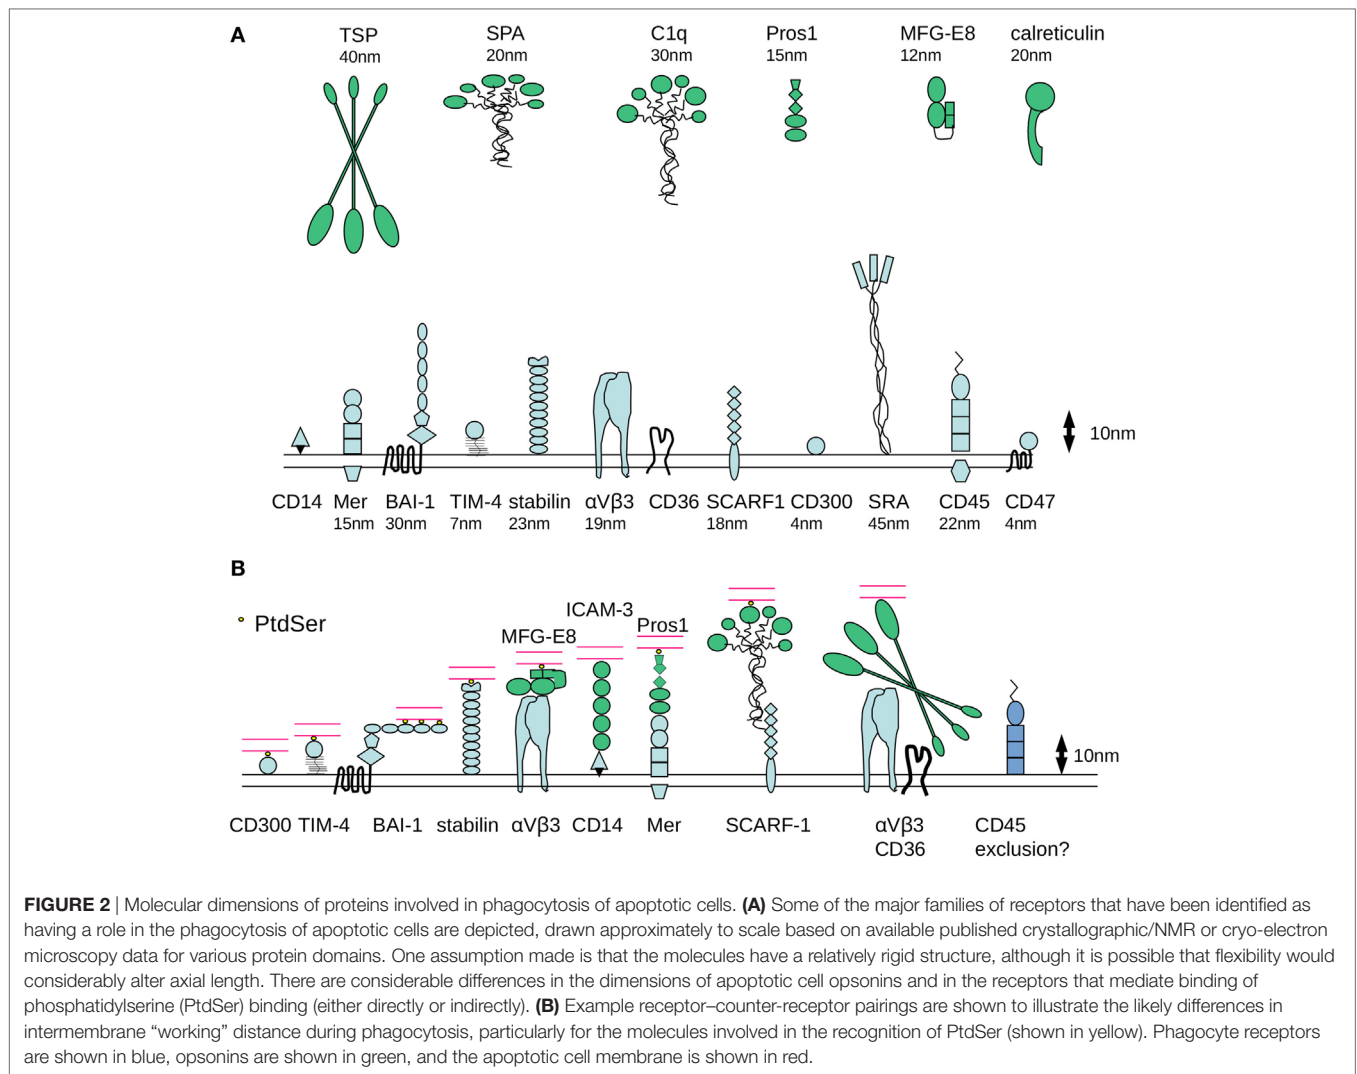 A
TSP SPA C1q Pros1 MFG-E8 calreticulin
40nm 20nm 30nm 15nm 12nm 20nm
10nm
CD14 Mer BAI-1 TIM-4 stabilin αVβ3 CD36 SCARF1 CD300 SRA CD45 CD47
15nm 30nm 7nm 23nm 19nm 18nm 4nm 45nm 22nm 4nm
B
PtdSer
ICAM-3
MFG-E8
Pros1
10nm
CD300 TIM-4 BAI-1 stabilin αVβ3 CD14 Mer SCARF-1 αVβ3 CD45
CD36 exclusion?
FIGURE 2 | Molecular dimensions of proteins involved in phagocytosis of apoptotic cells. (A) Some of the major families of receptors that have been identified as
having a role in the phagocytosis of apoptotic cells are depicted, drawn approximately to scale based on available published crystallographic/NMR or cryo-electron
microscopy data for various protein domains. One assumption made is that the molecules have a relatively rigid structure, although it is possible that flexibility would
considerably alter axial length. There are considerable differences in the dimensions of apoptotic cell opsonins and in the receptors that mediate binding of
phosphatidylserine (PtdSer) binding (either directly or indirectly). (B) Example receptor–counter-receptor pairings are shown to illustrate the likely differences in
intermembrane “working” distance during phagocytosis, particularly for the molecules involved in the recognition of PtdSer (shown in yellow). Phagocyte receptors
are shown in blue, opsonins are shown in green, and the apoptotic cell membrane is shown in red.